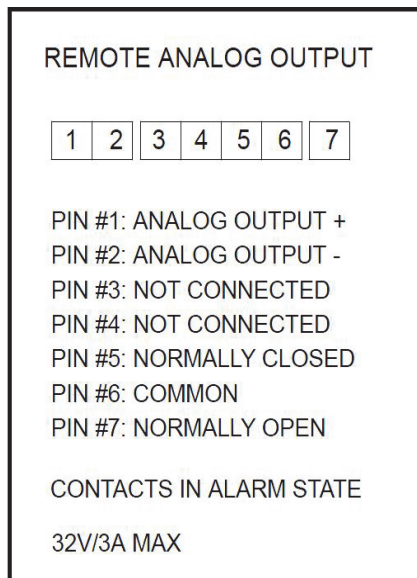 REMOTE ANALOG OUTPUT
1 2 3 4 5 6 7
PIN #1: ANALOG OUTPUT +
PIN #2: ANALOG OUTPUT -
PIN #3: NOT CONNECTED
PIN #4: NOT CONNECTED
PIN #5: NORMALLY CLOSED
PIN #6: COMMON
PIN #7: NORMALLY OPEN
CONTACTS IN ALARM STATE
32V/3A MAX